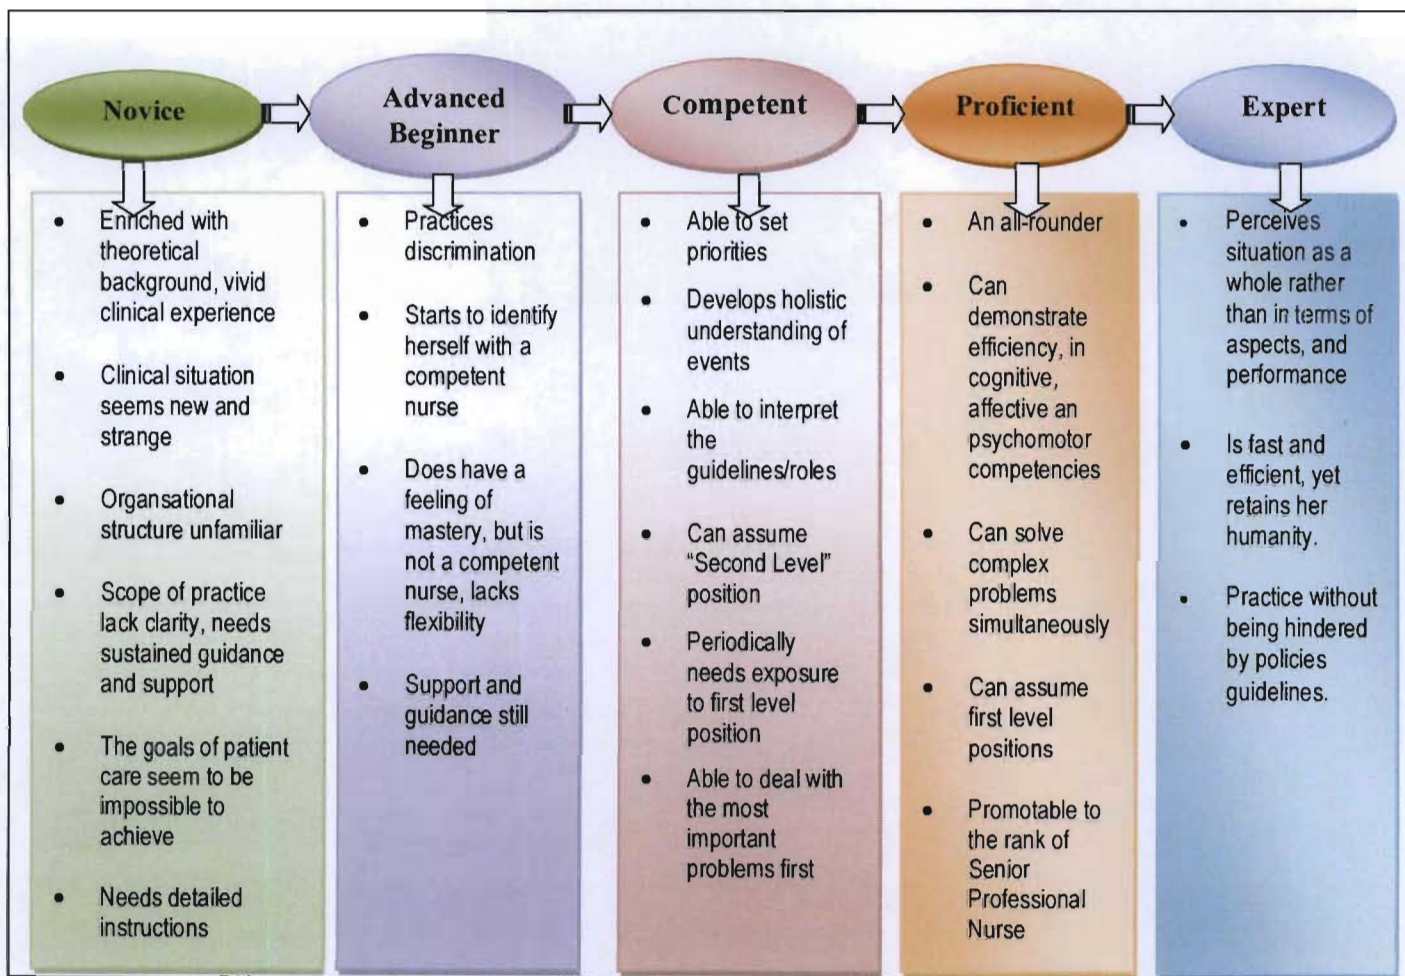 Novice
Advanced
Beginner
Competent
Proficient
Expert
• Enriched with
theoretical
background, vivid
clinical experience
• Clinical situation
seems new and
strange
• Organsational
structure unfamiliar
• Scope of practice
lack clarity, needs
sustained guidance
and support
• The goals of patient
care seem to be
impossible to
achieve
• Needs detailed
instructions
• Practices
discrimination
• Starts to identify
herself with a
competent
nurse
• Does have a
feeling of
mastery, but is
not a competent
nurse, lacks
flexibility
• Support and
guidance still
needed
• Able to set
priorities
• Develops holistic
understanding of
events
• Able to interpret
the
guidelines/roles
• Can assume
“Second Level”
position
• Periodically
needs exposure
to first level
position
• Able to deal with
the most
important
problems first
• An all-rounder
• Can
demonstrate
efficiency, in
cognitive,
affective an
psychomotor
competencies
• Can solve
complex
problems
simultaneously
• Can assume
first level
positions
• Promotable to
the rank of
Senior
Professional
Nurse
• Perceives
situation as a
whole rather
than in terms of
aspects, and
performance
• Is fast and
efficient, yet
retains her
humanity.
• Practice without
being hindered
by policies
guidelines.